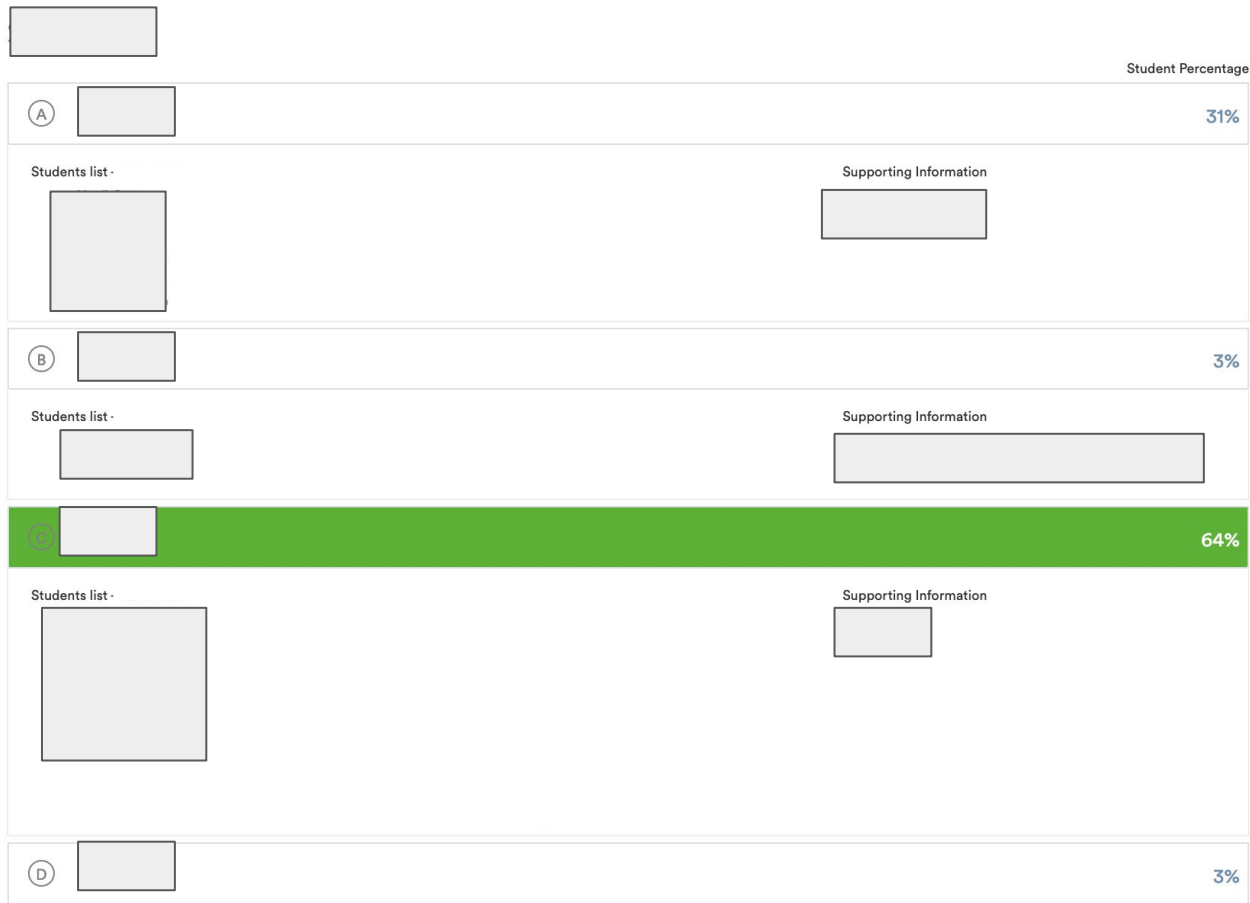 Student Percentage
A 31%
Students list · Supporting Information
B 3%
Students list · Supporting Information
C 64%
Students list · Supporting Information
D 3%